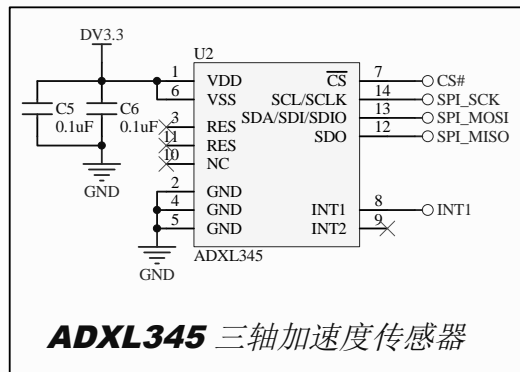 DV3.3
U2
1 VDD
6 VSS
3 RES
11 RES
10 NC
2 GND
4 GND
5 GND
C5
0.1uF
C6
0.1uF
GND
GND
CS 7 CS#
SCL/SCLK 14 SPI_SCK
SDA/SDI/SDIO 13 SPI_MOSI
SDO 12 SPI_MISO
INT1 8 INT1
INT2 9
ADXL345
ADXL345 三轴加速度传感器